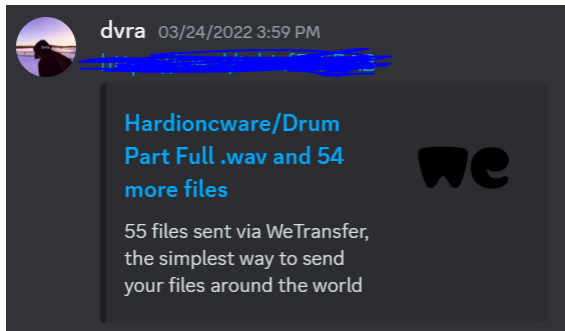 dvra 03/24/2022 3:59 PM
Hardioncware/Drum
Part Full .wav and 54
more files
we
55 files sent via WeTransfer,
the simplest way to send
your files around the world